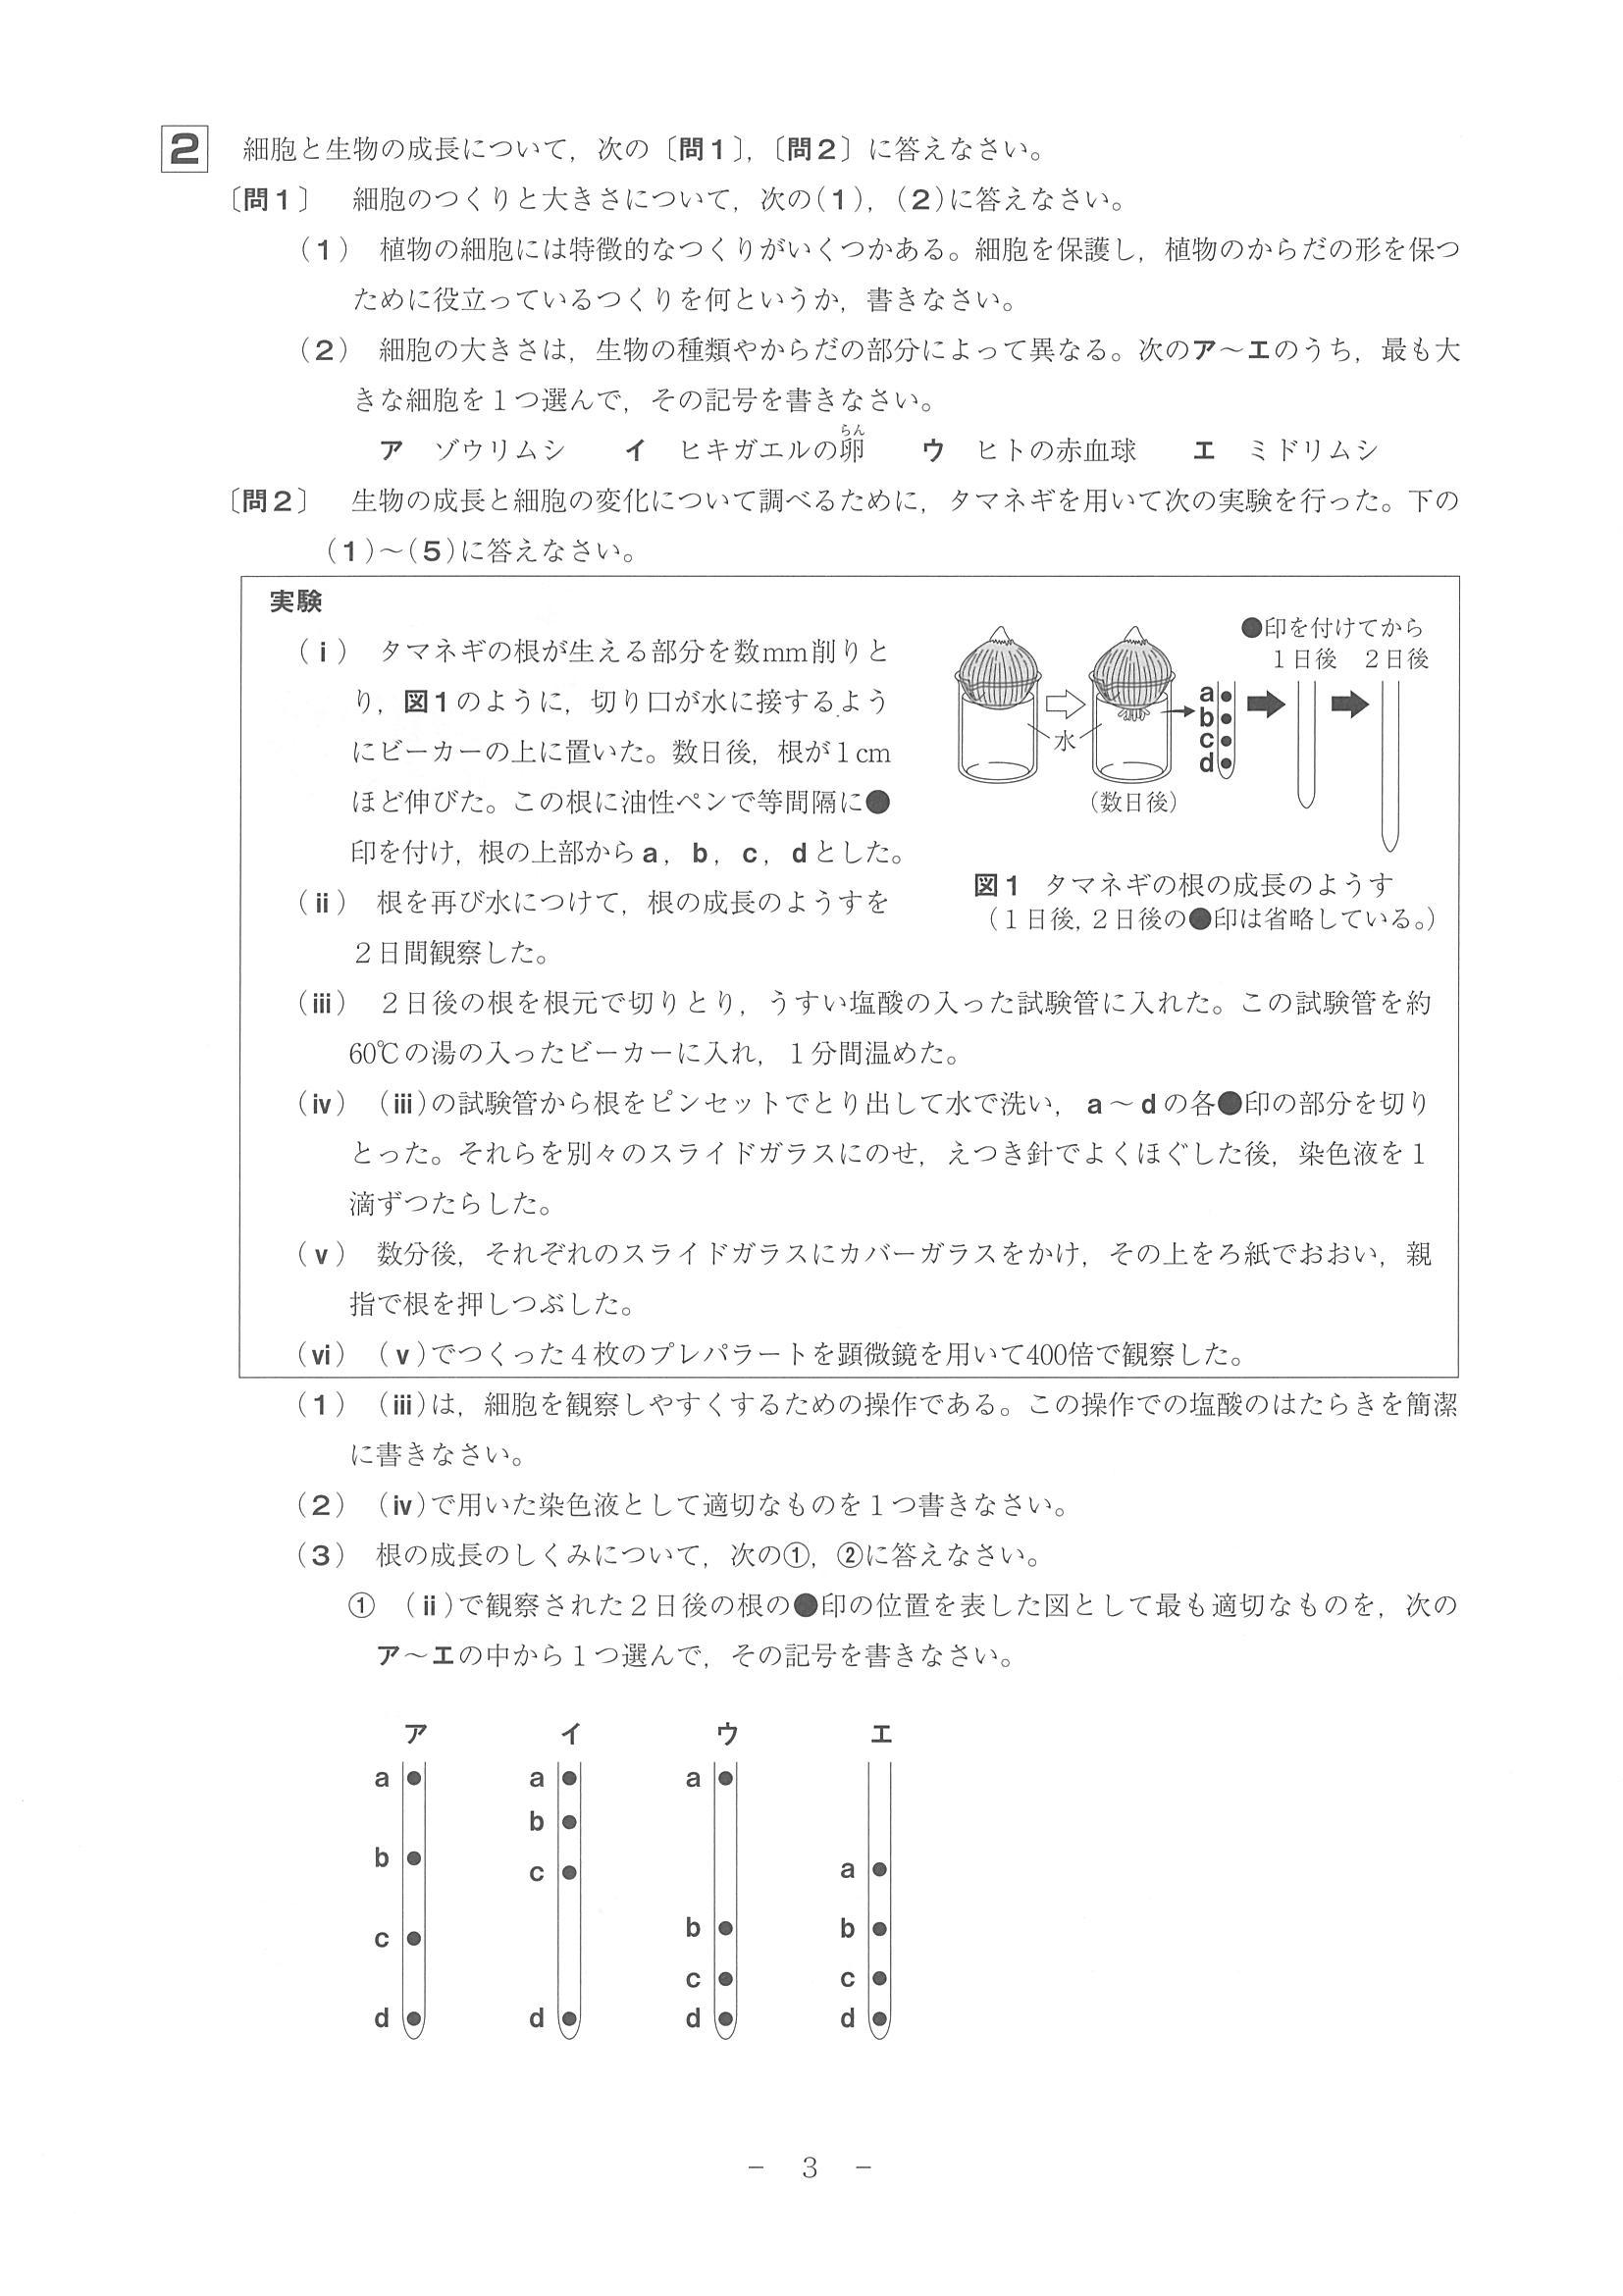 2 細胞と生物の成長について，次の〔問１〕，〔問２〕に答えなさい。
〔問１〕 細胞のつくりと大きさについて，次の（１），（２）に答えなさい。
（１） 植物の細胞には特徴的なつくりがいくつかある。細胞を保護し，植物のからだの形を保つ
ために役立っているつくりを何というか，書きなさい。
（２） 細胞の大きさは，生物の種類やからだの部分によって異なる。次のア～エのうち，最も大
きな細胞を１つ選んで，その記号を書きなさい。
らん
ア ゾウリムシ イ ヒキガエルの卵 ウ ヒトの赤血球 エ ミドリムシ
〔問２〕 生物の成長と細胞の変化について調べるために，タマネギを用いて次の実験を行った。下の
（１）～（５）に答えなさい。
実験
（ⅰ） タマネギの根が生える部分を数mm削りと
り，図１のように，切り口が水に接するよう
にビーカーの上に置いた。数日後，根が１cm
ほど伸びた。この根に油性ペンで等間隔に●
印を付け，根の上部からａ，ｂ，ｃ，ｄとした。
（ⅱ） 根を再び水につけて，根の成長のようすを
２日間観察した。
●印を付けてから
１日後 ２日後
a
b
c
d
水
（数日後）
図１ タマネギの根の成長のようす
（１日後，２日後の●印は省略している。）
（ⅲ） ２日後の根を根元で切りとり，うすい塩酸の入った試験管に入れた。この試験管を約
60℃の湯の入ったビーカーに入れ，１分間温めた。
（ⅳ） （ⅲ）の試験管から根をピンセットでとり出して水で洗い，ａ～ｄの各●印の部分を切り
とった。それらを別々のスライドガラスにのせ，えつき針でよくほぐした後，染色液を１
滴ずつたらした。
（ⅴ） 数分後，それぞれのスライドガラスにカバーガラスをかけ，その上をろ紙でおおい，親
指で根を押しつぶした。
（ⅵ） （ⅴ）でつくった４枚のプレパラートを顕微鏡を用いて400倍で観察した。
（１） （ⅲ）は，細胞を観察しやすくするための操作である。この操作での塩酸のはたらきを簡潔
に書きなさい。
（２） （ⅳ）で用いた染色液として適切なものを１つ書きなさい。
（３） 根の成長のしくみについて，次の①，②に答えなさい。
① （ⅱ）で観察された２日後の根の●印の位置を表した図として最も適切なものを，次の
ア～エの中から１つ選んで，その記号を書きなさい。
ア イ ウ エ
a a a
b
c a
b
b b
c
c c
d d d d
－ 3 －